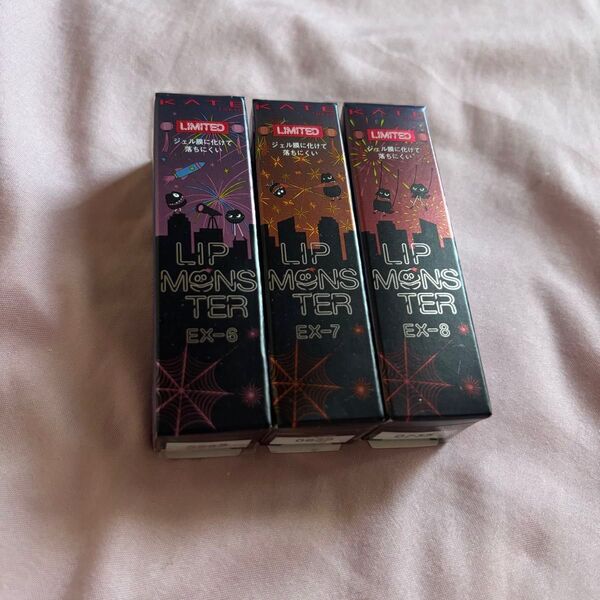 KATE
LIMITED
ジェル膜に化けて
落ちにくい
LIP
MONS
TER
EX-6
KATE
LIMITED
ジェル膜に化けて
落ちにくい
LIP
MONS
TER
EX-7
KATE
LIMITED
ジェル膜に化けて
落ちにくい
LIP
MONS
TER
EX-8